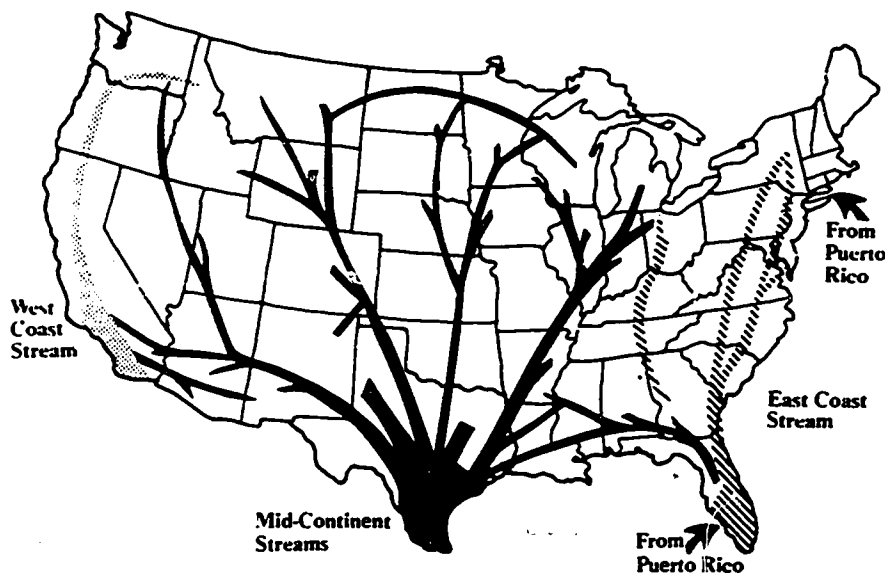 From
Puerto
Rico
West
Coast
Stream
East Coast
Stream
Mid-Continent
Streams
From
Puerto Rico